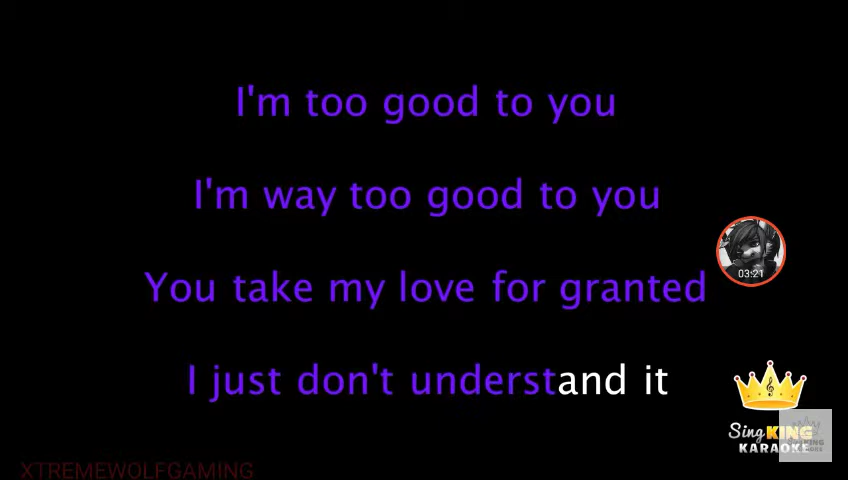 I'm too good to you
I'm way too good to you
You take my love for granted
I just don't understand it
03:21
Sing KING
KARAOKE
XTREMEWOLFGAMING